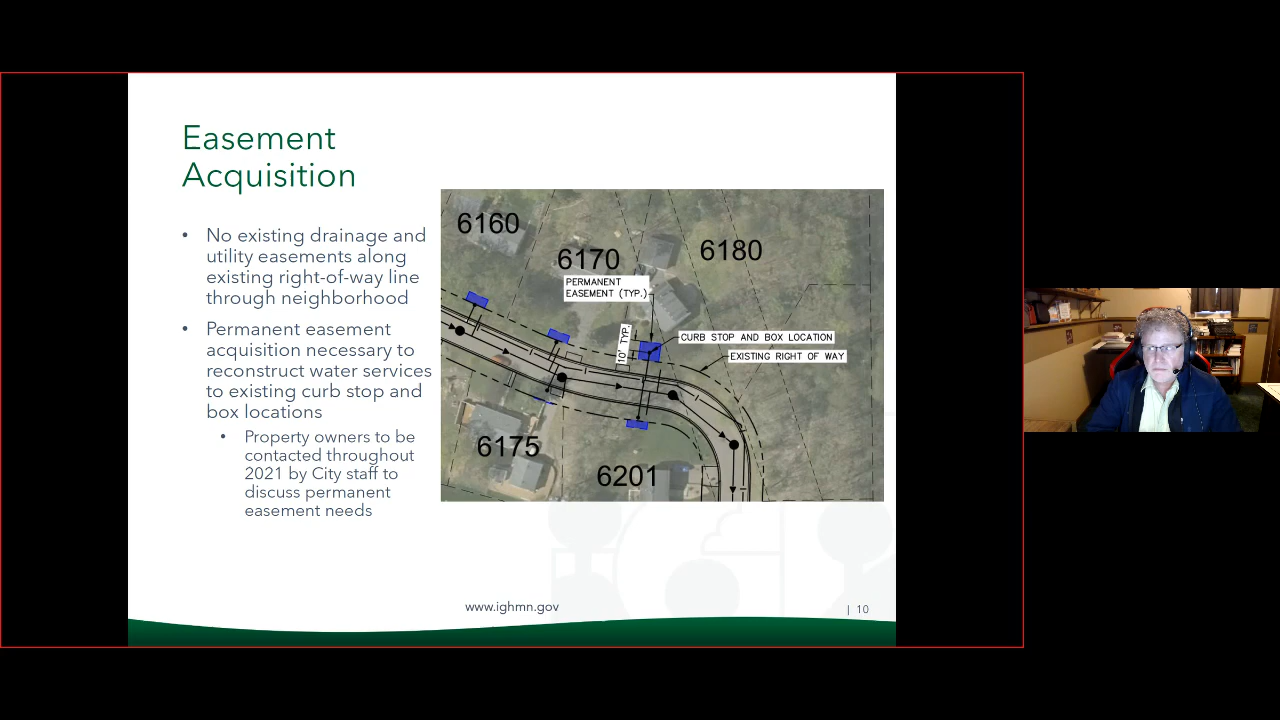 Easement
Acquisition
• No existing drainage and
utility easements along
existing right-of-way line
through neighborhood
• Permanent easement
acquisition necessary to
reconstruct water services
to existing curb stop and
box locations
• Property owners to be
contacted throughout
2021 by City staff to
discuss permanent
easement needs
6160
6170
6180
PERMANENT
EASEMENT (TYP.)
10' TYP.
CURB STOP AND BOX LOCATION
EXISTING RIGHT OF WAY
6175
6201
www.ighmn.gov
| 10